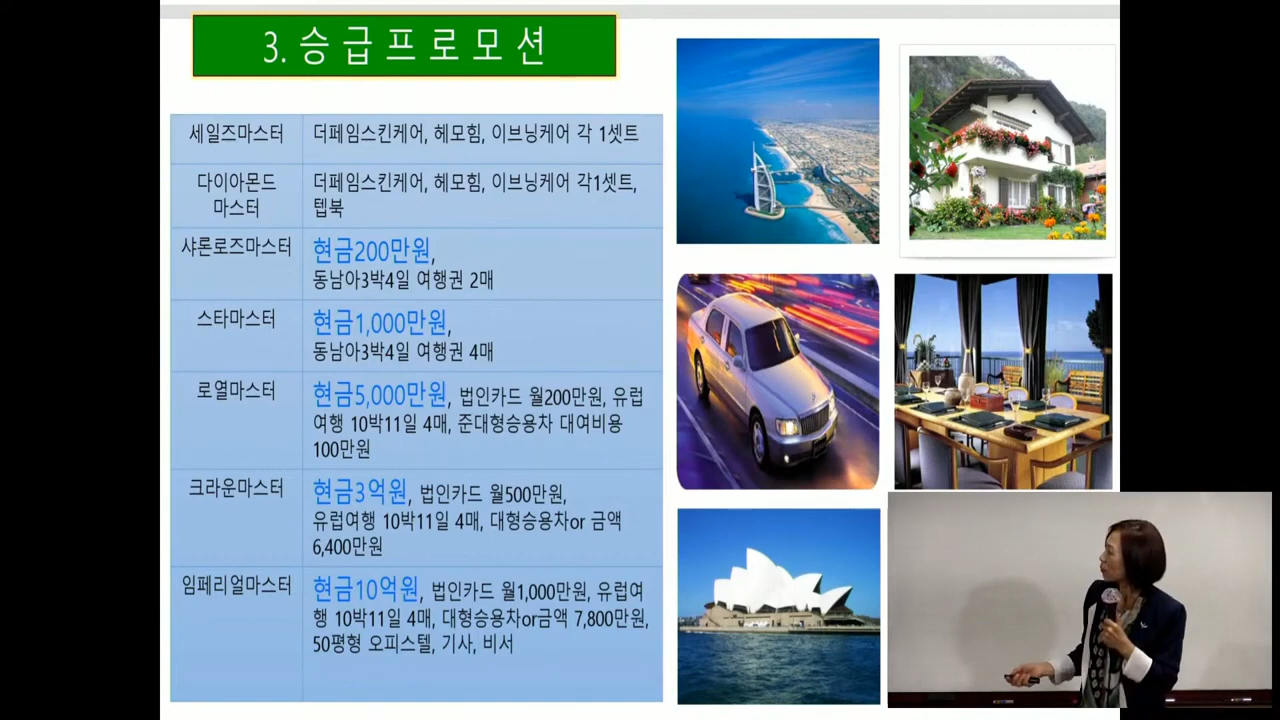 3. 승 급 프 로 모 션
세일즈마스터
더페임스킨케어, 헤모힘, 이브닝케어 각 1셋트
다이아몬드
마스터
더페임스킨케어, 헤모힘, 이브닝케어 각1셋트,
텝북
샤론로즈마스터
현금200만원,
동남아3박4일 여행권 2매
스타마스터
현금1,000만원,
동남아3박4일 여행권 4매
로열마스터
현금5,000만원, 법인카드 월200만원, 유럽
여행 10박11일 4매, 준대형승용차 대여비용
100만원
크라운마스터
현금3억원, 법인카드 월500만원,
유럽여행 10박11일 4매, 대형승용차or 금액
6,400만원
임페리얼마스터
현금10억원, 법인카드 월1,000만원, 유럽여
행 10박11일 4매, 대형승용차or금액 7,800만원,
50평형 오피스텔, 기사, 비서